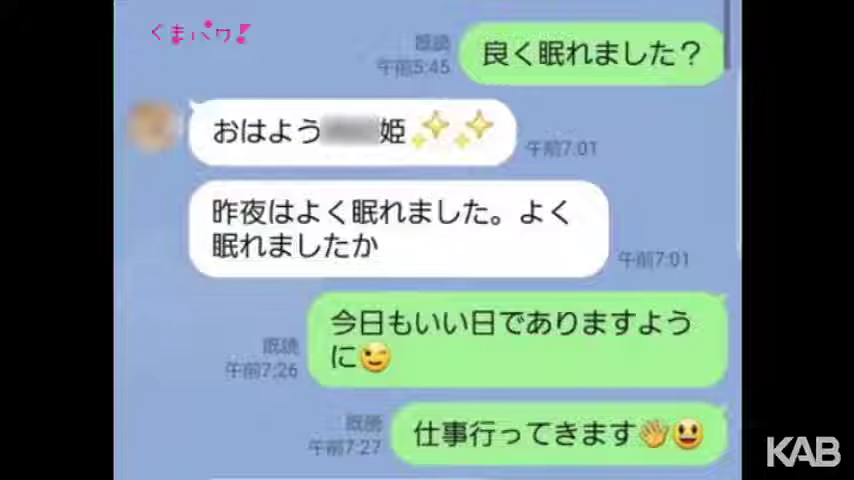 くまパワ!
既読
午前5:45
良く眠れました？
おはよう
姫✨✨
午前7:01
昨夜はよく眠れました。よく
眠れましたか
午前7:01
今日もいい日でありますよう
に😉
既読
午前7:26
仕事行ってきます👋😃
既読
午前7:27
KAB